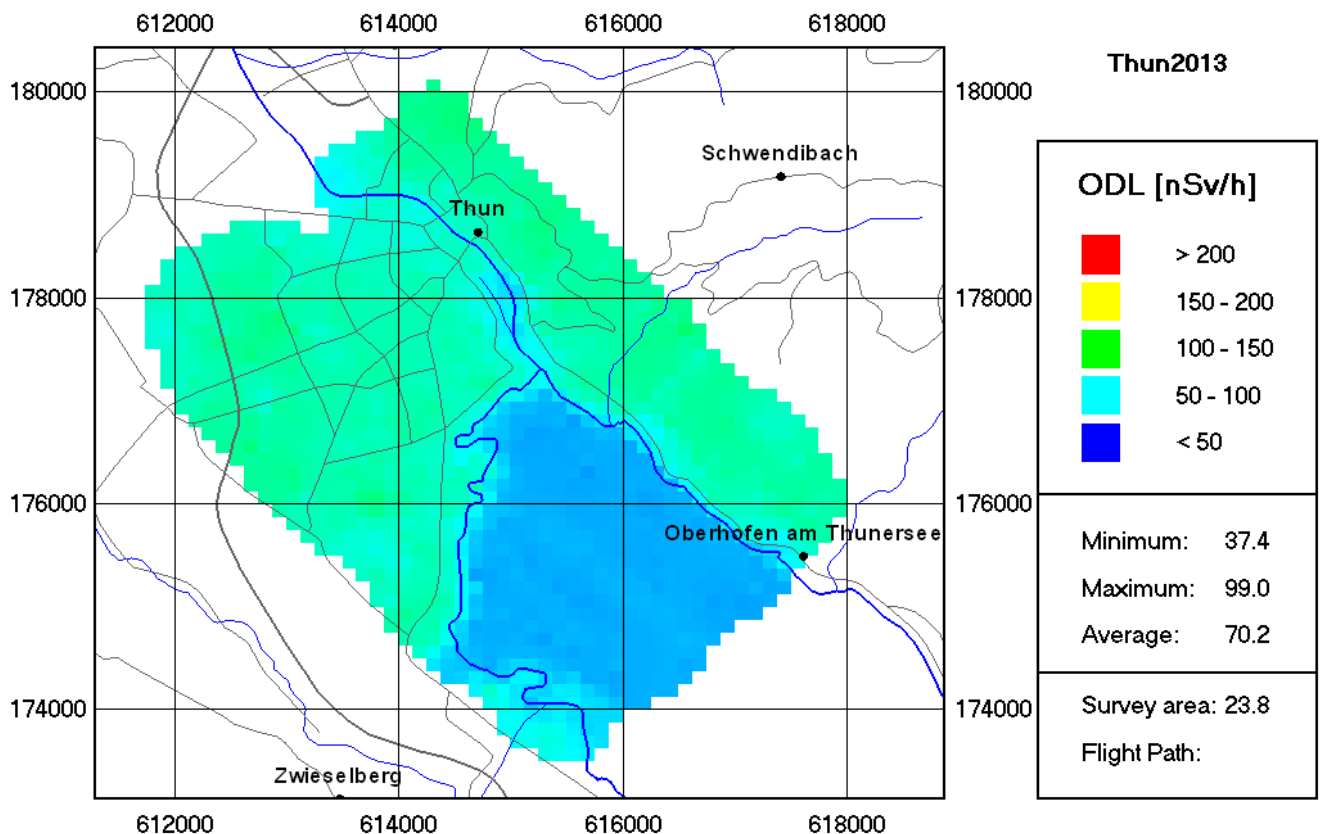 612000 614000 616000 618000
Thun2013
180000 180000
Schwendibach
ODL [nSv/h]
Thun
> 200
178000 178000
150 - 200
100 - 150
50 - 100
< 50
176000 176000
Oberhofen am Thunersee
Minimum: 37.4
Maximum: 99.0
Average: 70.2
174000 174000
Survey area: 23.8
Flight Path:
Zwieselberg
612000 614000 616000 618000